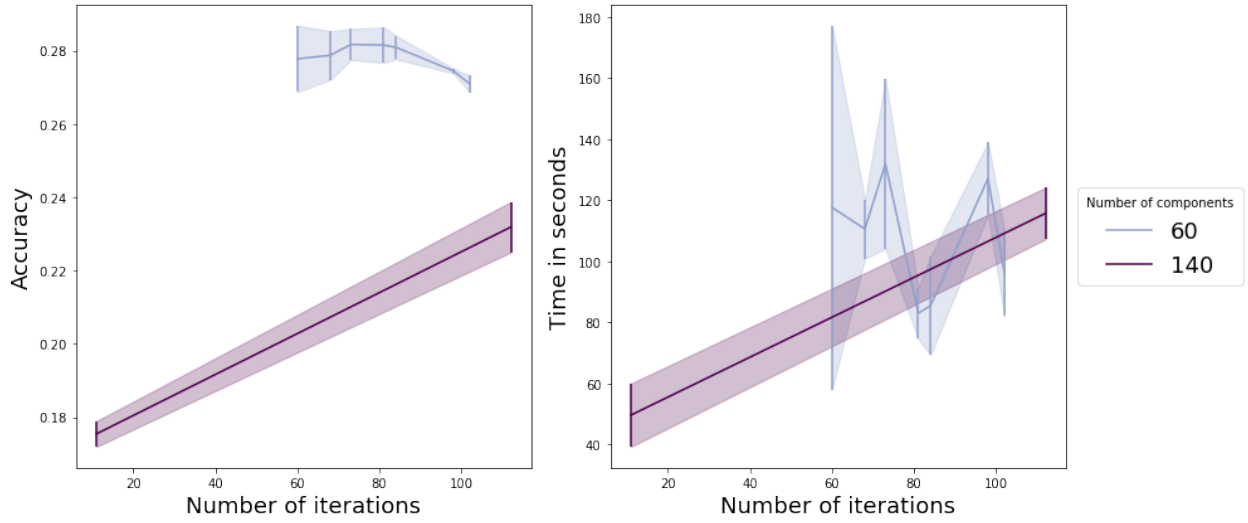 0.28
0.26
0.24
0.22
0.20
0.18
Accuracy
20 40 60 80 100
Number of iterations
180
160
140
120
100
80
60
40
Time in seconds
20 40 60 80 100
Number of iterations
Number of components
60
140